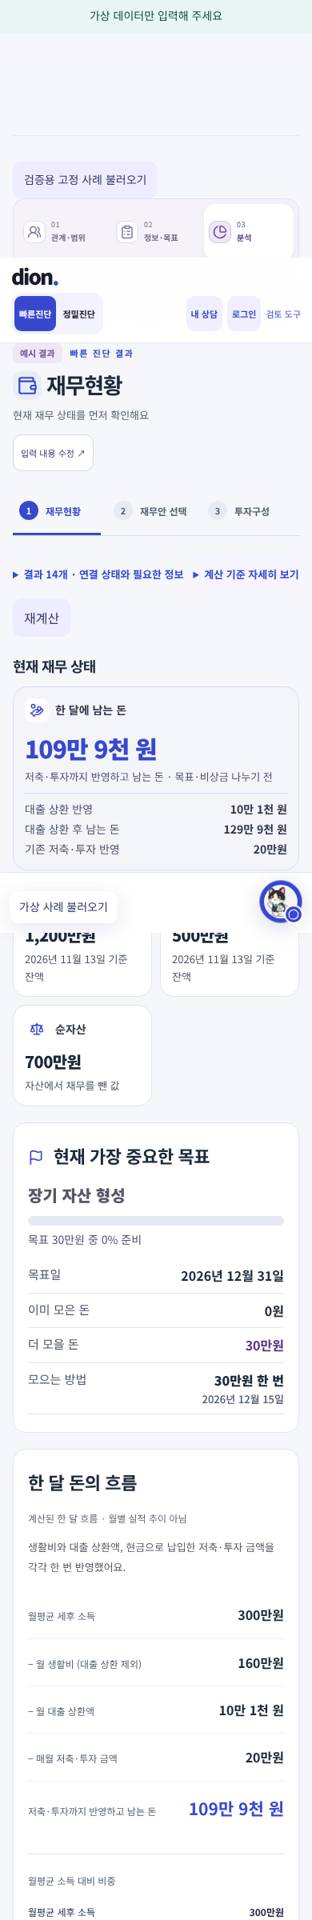 가상 데이터만 입력해 주세요
검증용 고정 사례 불러오기
01
관계·범위
02
정보·목표
03
분석
dion.
빠른진단
정밀진단
내 상담
로그인
검토 도구
예시 결과
빠른 진단 결과
재무현황
현재 재무 상태를 먼저 확인해요
입력 내용 수정 ↗
1 재무현황
2 재무안 선택
3 투자구성
▶ 결과 14개 · 연결 상태와 필요한 정보
▶ 계산 기준 자세히 보기
재계산
현재 재무 상태
한 달에 남는 돈
109만 9천 원
저축·투자까지 반영하고 남는 돈 · 목표·비상금 나누기 전
대출 상환 반영 10만 1천 원
대출 상환 후 남는 돈 129만 9천 원
기존 저축·투자 반영 20만원
가상 사례 불러오기
1,200만원
2026년 11월 13일 기준
잔액
500만원
2026년 11월 13일 기준
잔액
순자산
700만원
자산에서 채무를 뺀 값
현재 가장 중요한 목표
장기 자산 형성
목표 30만원 중 0% 준비
목표일 2026년 12월 31일
이미 모은 돈 0원
더 모을 돈 30만원
모으는 방법 30만원 한 번
2026년 12월 15일
한 달 돈의 흐름
계산된 한 달 흐름 · 월별 실적 추이 아님
생활비와 대출 상환액, 현금으로 납입한 저축·투자 금액을
각각 한 번 반영했어요.
월평균 세후 소득 300만원
− 월 생활비 (대출 상환 제외) 160만원
− 월 대출 상환액 10만 1천 원
− 매월 저축·투자 금액 20만원
저축·투자까지 반영하고 남는 돈 109만 9천 원
월평균 소득 대비 비중
월평균 세후 소득 300만원